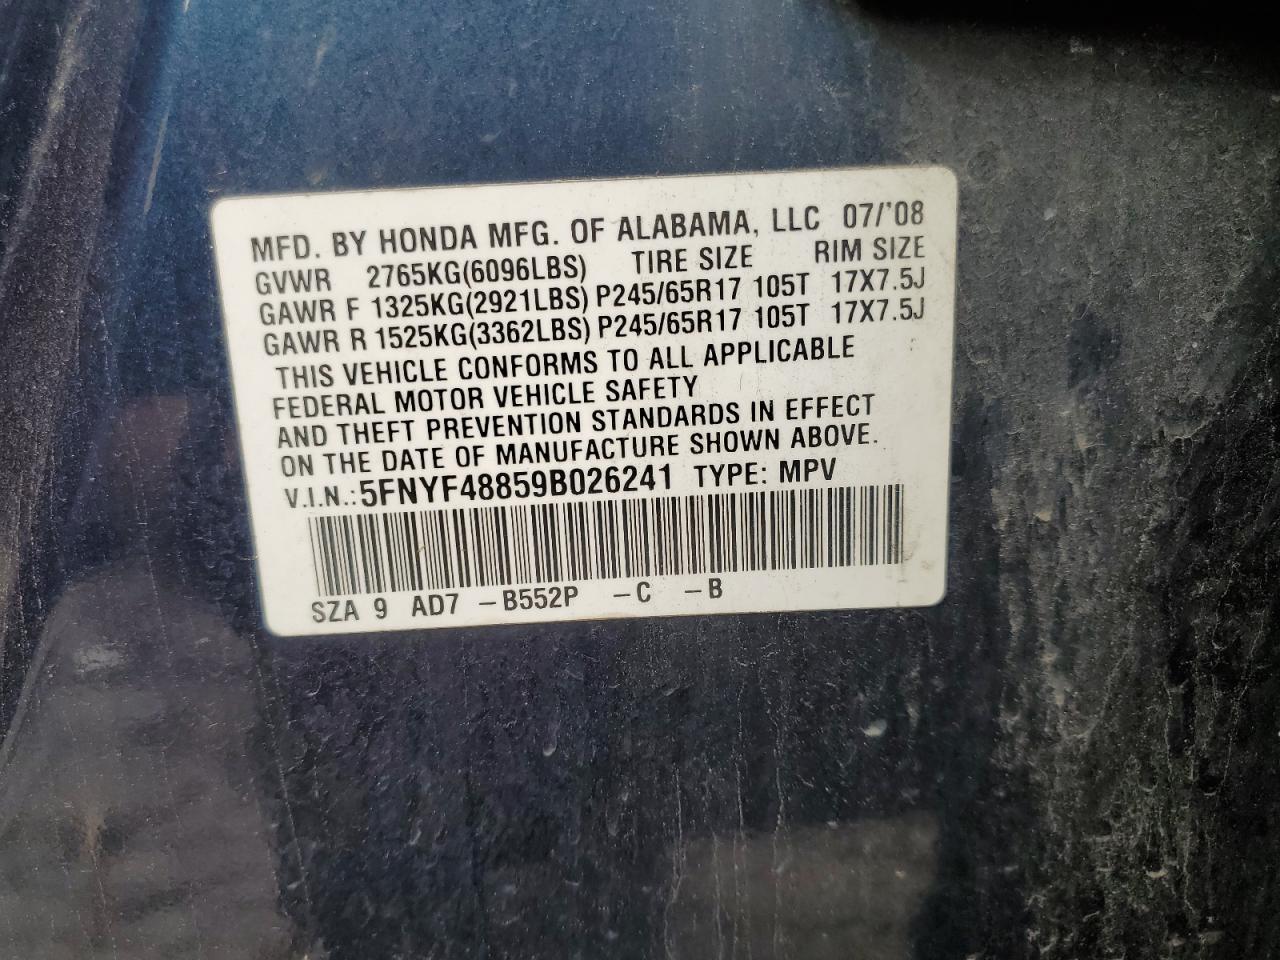 MFD. BY HONDA MFG. OF ALABAMA, LLC 07/'08
GVWR 2765KG(6096LBS) TIRE SIZE RIM SIZE
GAWR F 1325KG(2921LBS) P245/65R17 105T 17X7.5J
GAWR R 1525KG(3362LBS) P245/65R17 105T 17X7.5J
THIS VEHICLE CONFORMS TO ALL APPLICABLE
FEDERAL MOTOR VEHICLE SAFETY
AND THEFT PREVENTION STANDARDS IN EFFECT
ON THE DATE OF MANUFACTURE SHOWN ABOVE.
V.I.N.: 5FNYF48859B026241 TYPE: MPV
SZA 9 AD7 -B552P -C -B